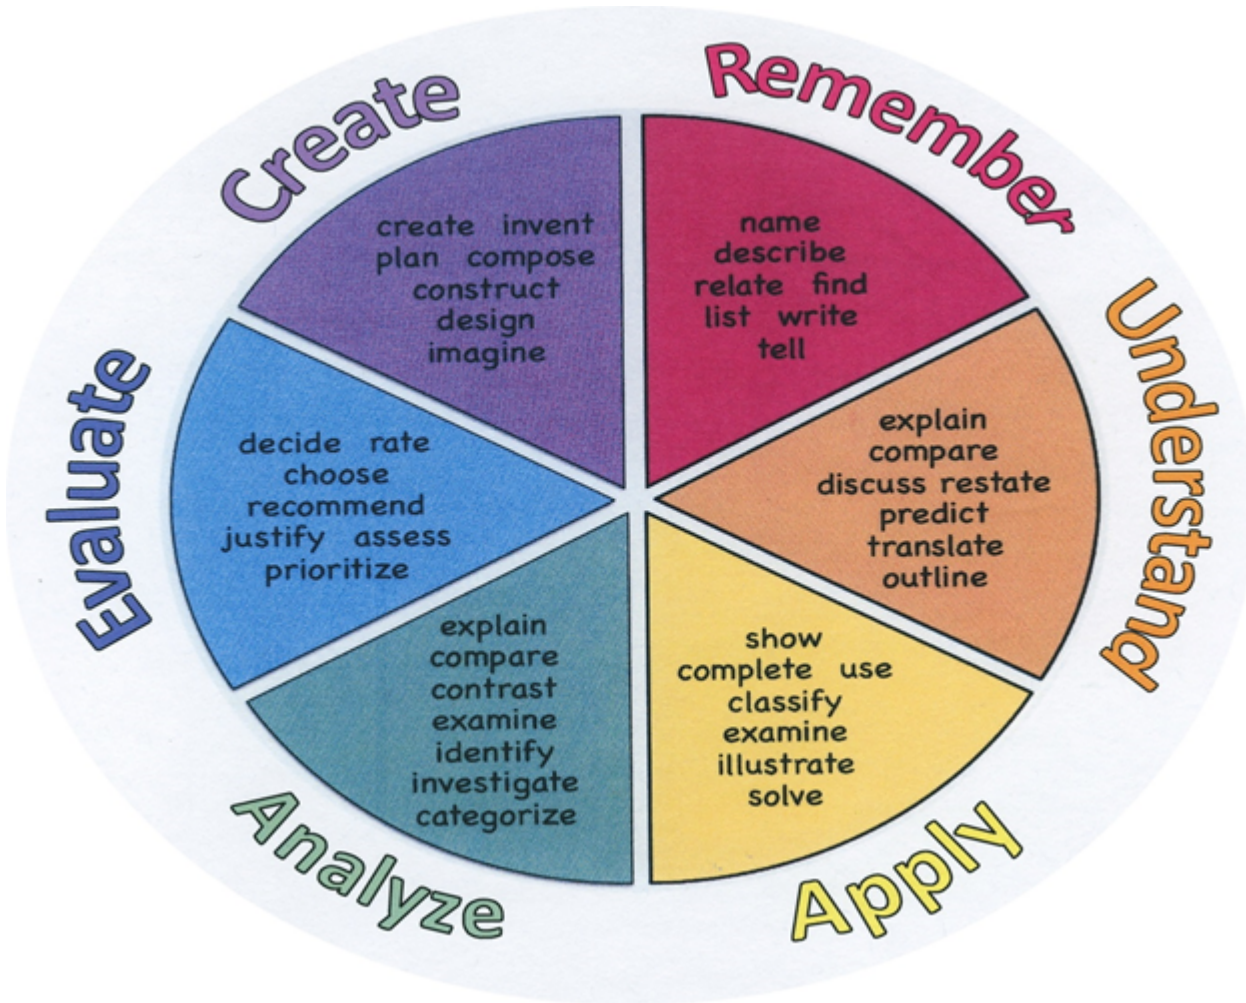 Remember
name
describe
relate find
list write
tell
Understand
explain
compare
discuss restate
predict
translate
outline
Apply
show
complete use
classify
examine
illustrate
solve
Analyze
explain
compare
contrast
examine
identify
investigate
categorize
Evaluate
decide rate
choose
recommend
justify assess
prioritize
Create
create invent
plan compose
construct
design
imagine